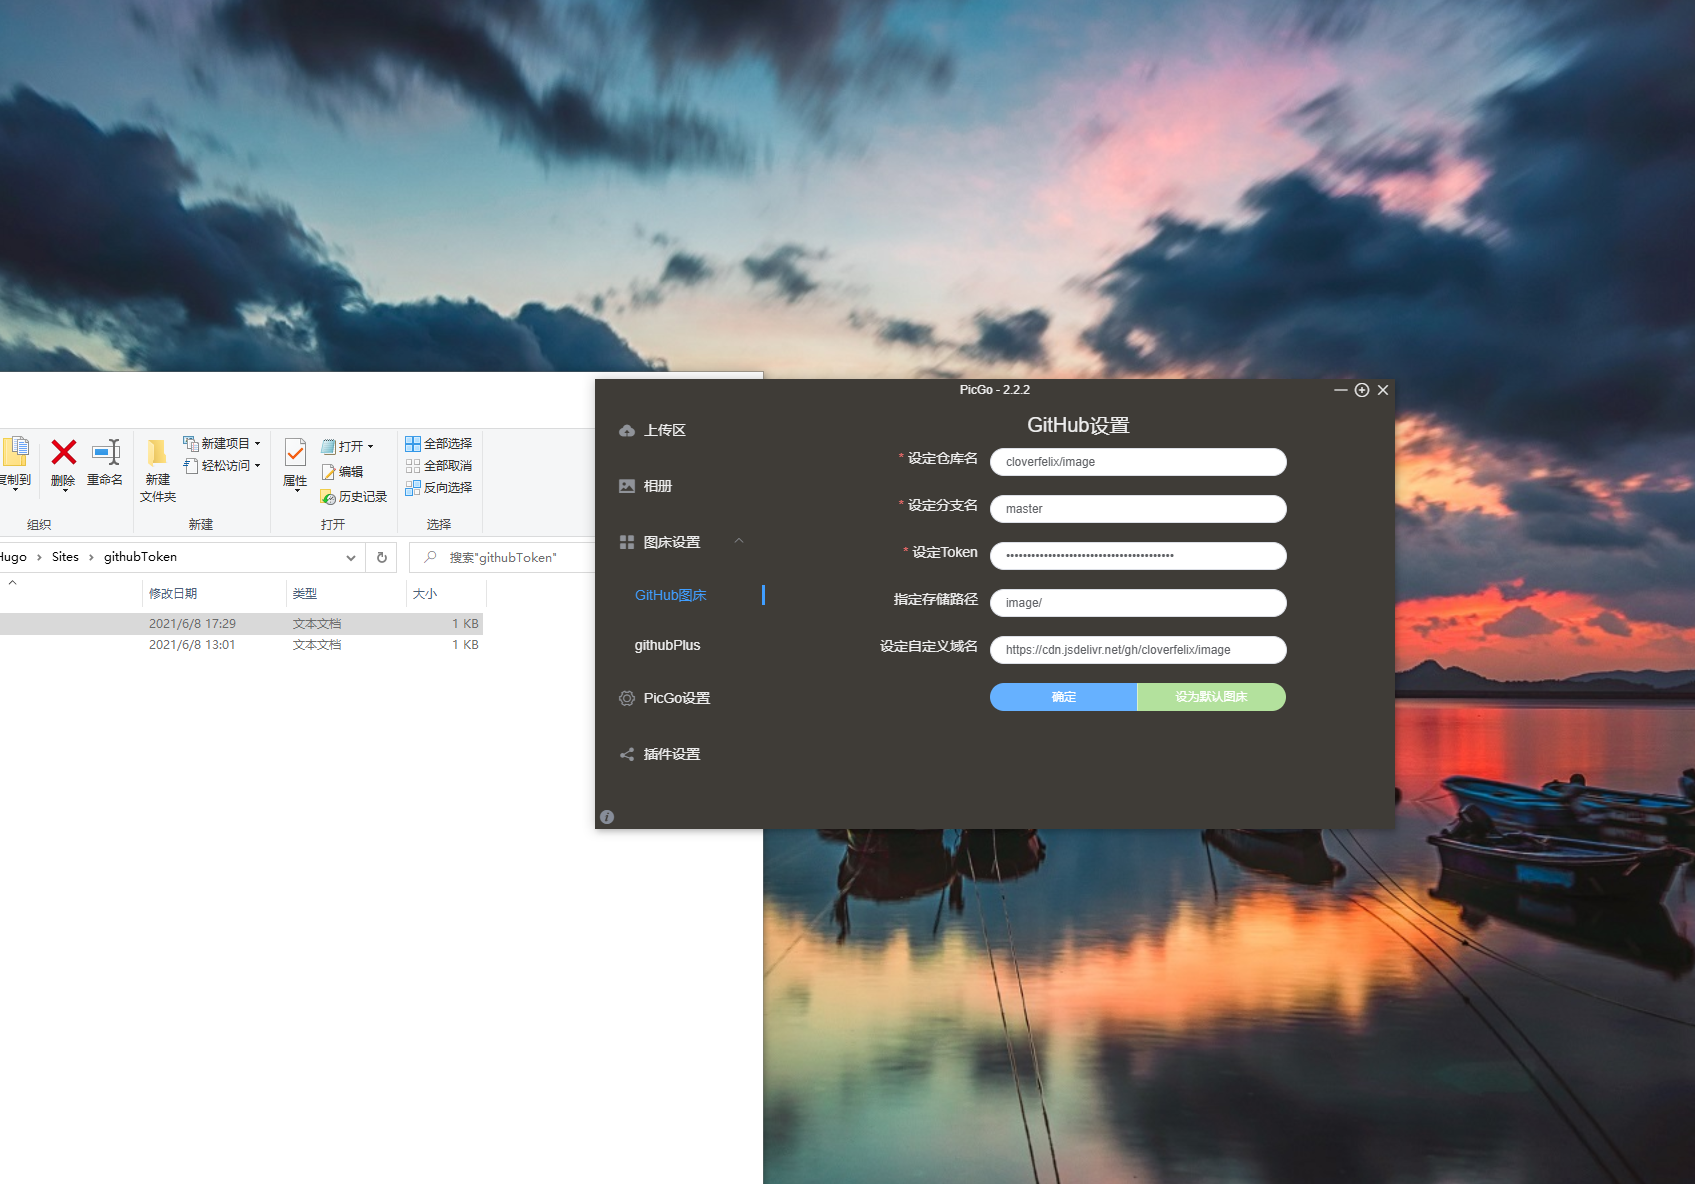 复制到
删除
重命名
组织
新建
文件夹
新建项目
轻松访问
新建
属性
打开
编辑
历史记录
打开
全部选择
全部取消
反向选择
选择
Hugo › Sites › githubToken
搜索"githubToken"
修改日期 类型 大小
2021/6/8 17:29 文本文档 1 KB
2021/6/8 13:01 文本文档 1 KB
PicGo - 2.2.2
上传区
相册
图床设置
GitHub图床
githubPlus
PicGo设置
插件设置
GitHub设置
* 设定仓库名 cloverfelix/image
* 设定分支名 master
* 设定Token
指定存储路径 image/
设定自定义域名 https://cdn.jsdelivr.net/gh/cloverfelix/image
确定 设为默认图床